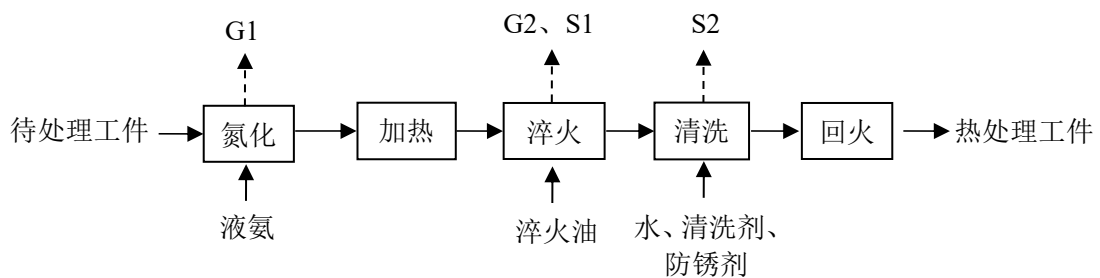 G1
G2、S1
S2
待处理工件
氮化
加热
淬火
清洗
回火
热处理工件
液氨
淬火油
水、清洗剂、
防锈剂